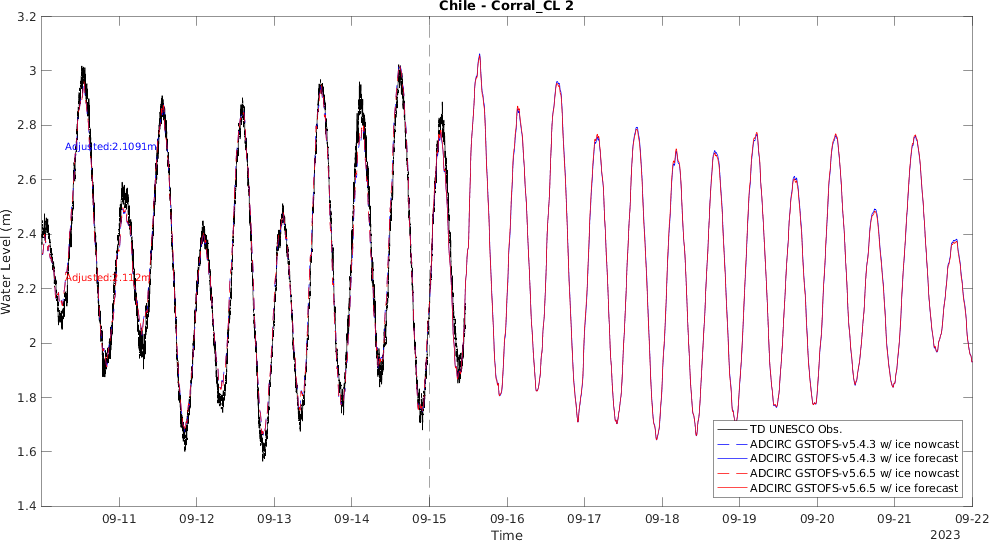 Chile - Corral_CL 2
3.2
3
2.8
2.6
2.4
2.2
2
1.8
1.6
1.4
Water Level (m)
Adjusted:2.1091m
Adjusted:2.112m
TD UNESCO Obs.
ADCIRC GSTOFS-v5.4.3 w/ ice nowcast
ADCIRC GSTOFS-v5.4.3 w/ ice forecast
ADCIRC GSTOFS-v5.6.5 w/ ice nowcast
ADCIRC GSTOFS-v5.6.5 w/ ice forecast
09-11 09-12 09-13 09-14 09-15 09-16 09-17 09-18 09-19 09-20 09-21 09-22
Time
2023